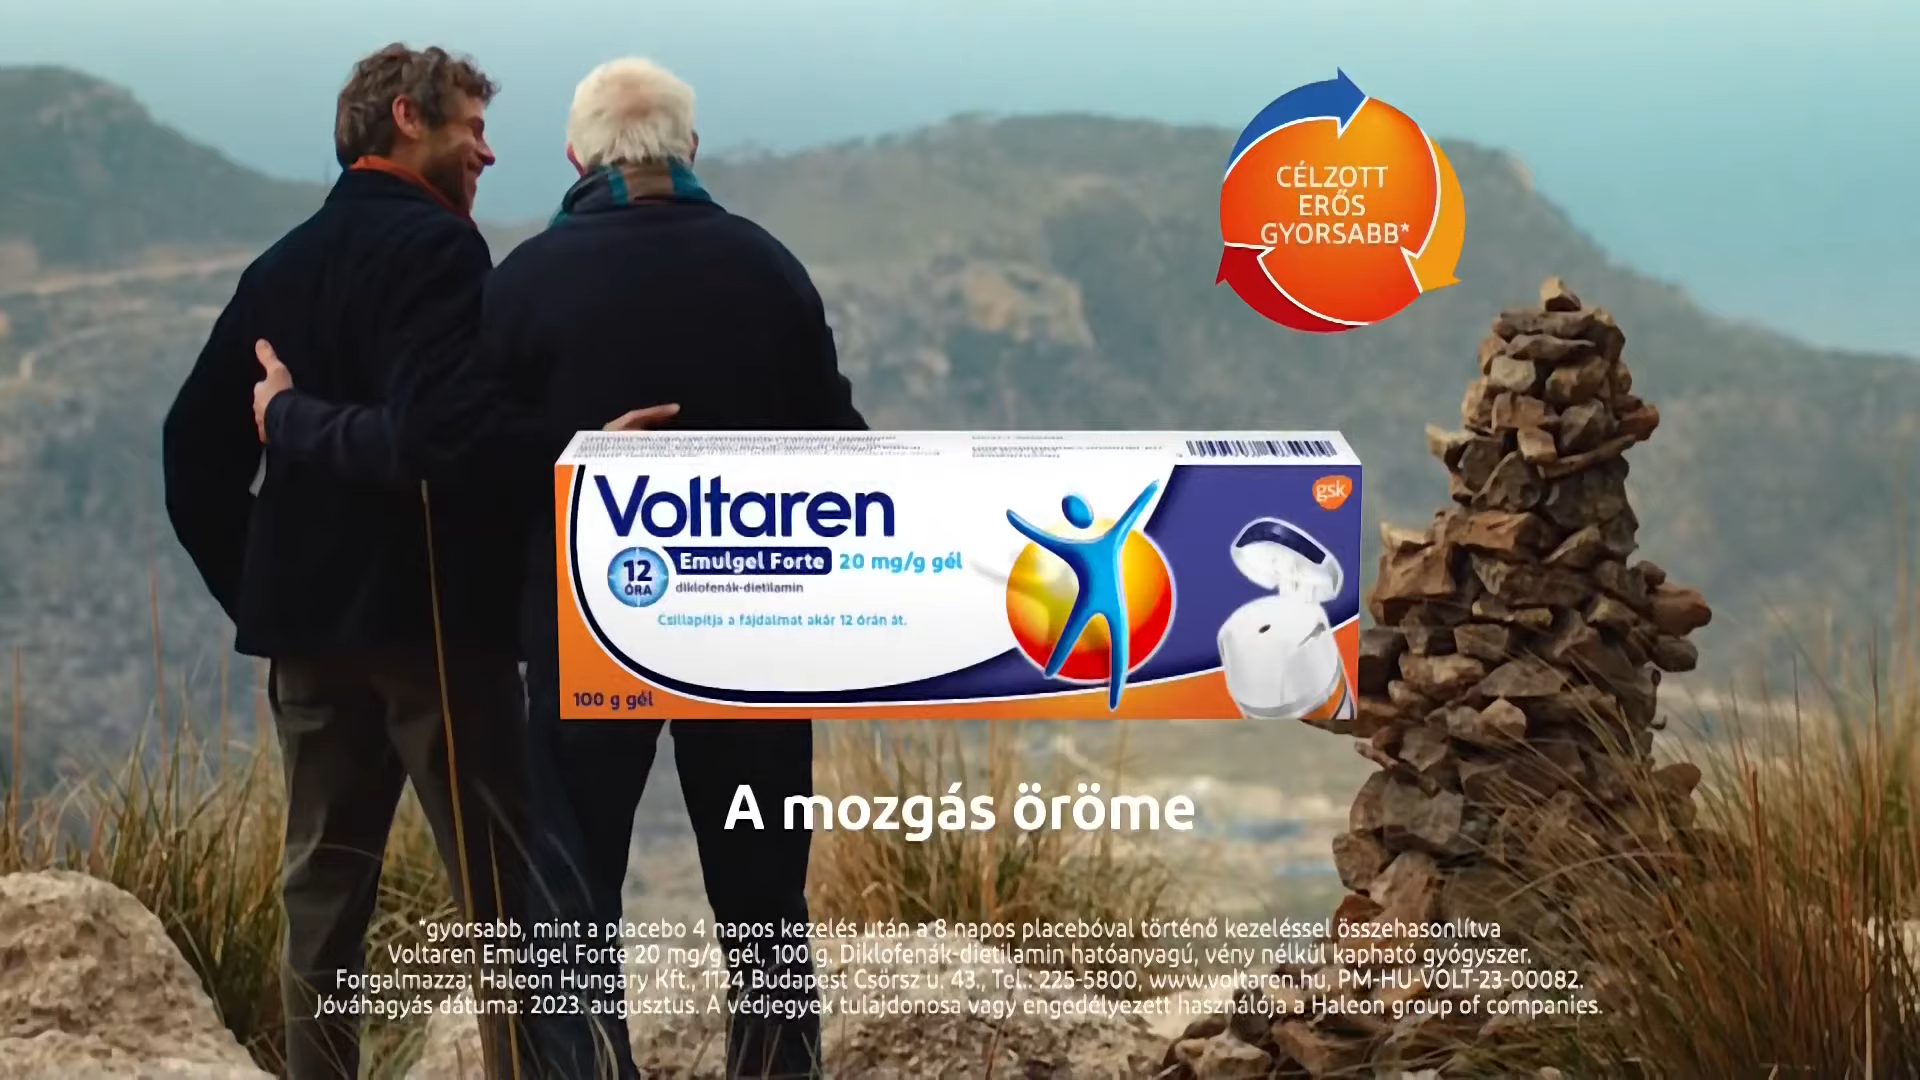 CÉLZOTT
ERŐS
GYORSABB*
Voltaren
gsk
12
ÓRA
Emulgel Forte 20 mg/g gél
diklofenák-dietilamin
Csillapítja a fájdalmat akár 12 órán át.
100 g gél
A mozgás öröme
*gyorsabb, mint a placebo 4 napos kezelés után a 8 napos placebóval történő kezeléssel összehasonlítva
Voltaren Emulgel Forte 20 mg/g gél, 100 g. Diklofenák-dietilamin hatóanyagú, vény nélkül kapható gyógyszer.
Forgalmazza: Haleon Hungary Kft., 1124 Budapest Csörsz u. 43., Tel.: 225-5800, www.voltaren.hu, PM-HU-VOLT-23-00082.
Jóváhagyás dátuma: 2023. augusztus. A védjegyek tulajdonosa vagy engedélyezett használója a Haleon group of companies.